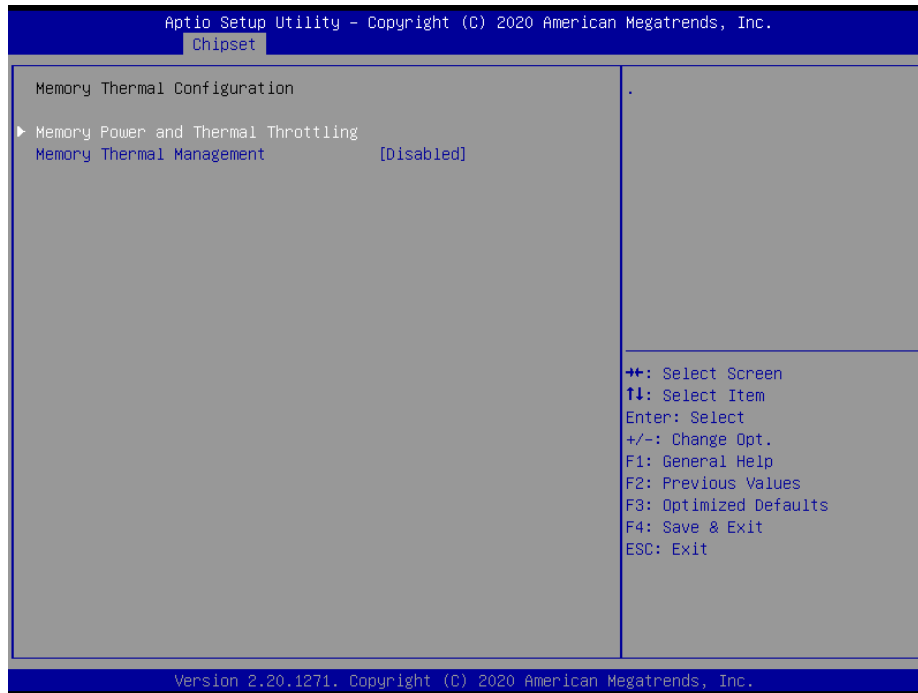 Aptio Setup Utility – Copyright (C) 2020 American Megatrends, Inc.
Chipset
Memory Thermal Configuration
.
▶ Memory Power and Thermal Throttling
Memory Thermal Management [Disabled]
→←: Select Screen
↑↓: Select Item
Enter: Select
+/-: Change Opt.
F1: General Help
F2: Previous Values
F3: Optimized Defaults
F4: Save & Exit
ESC: Exit
Version 2.20.1271. Copyright (C) 2020 American Megatrends, Inc.